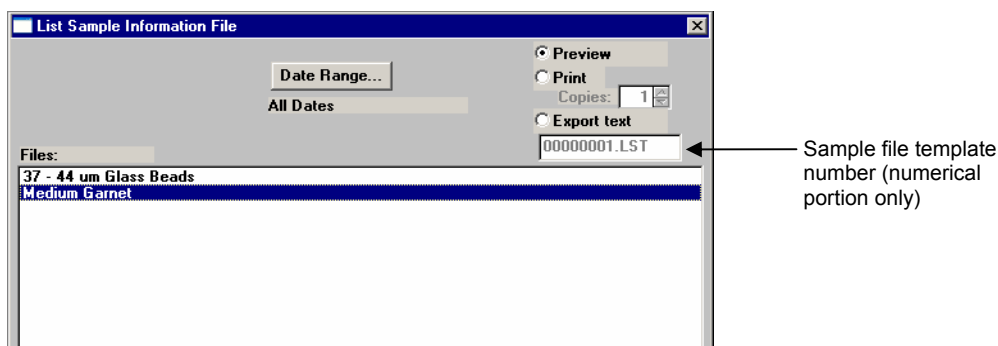 List Sample Information File
Preview
Date Range...
Print
Copies: 1
All Dates
Export text
00000001.LST
Files:
37 - 44 um Glass Beads
Medium Garnet
Sample file template
number (numerical
portion only)